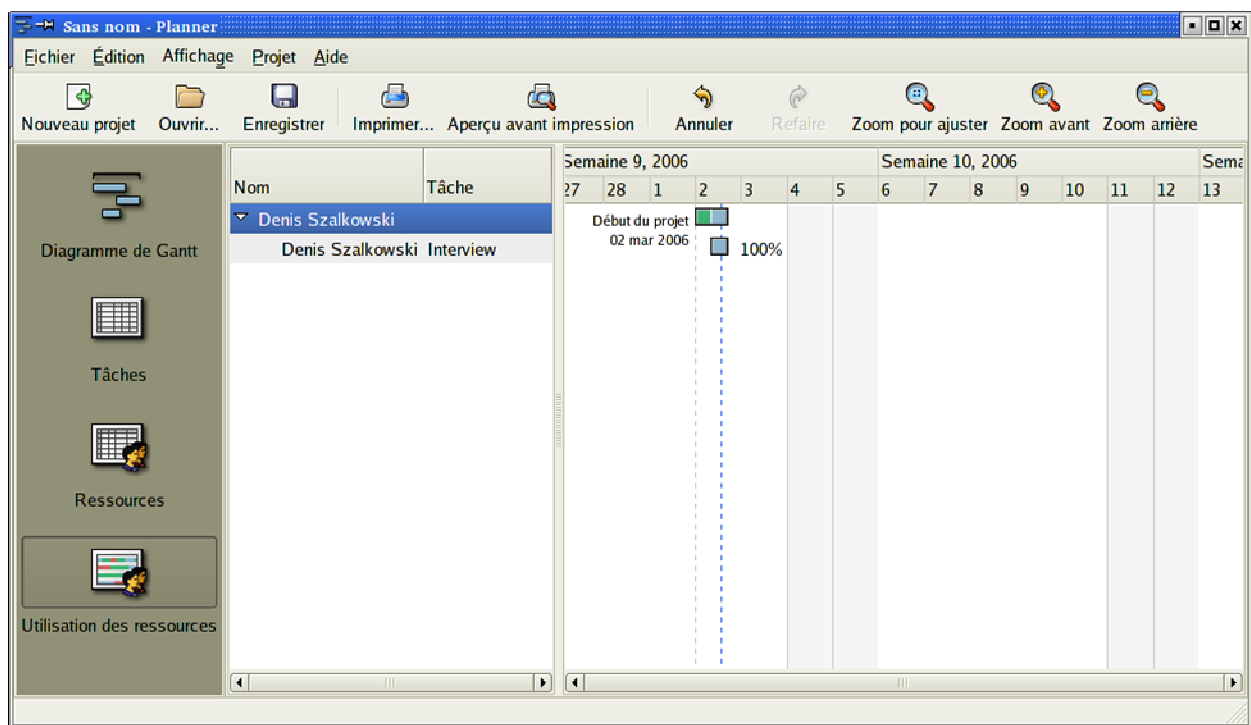 Sans nom - Planner
Fichier Édition Affichage Projet Aide
Nouveau projet Ouvrir... Enregistrer Imprimer... Aperçu avant impression Annuler Refaire Zoom pour ajuster Zoom avant Zoom arrière
Semaine 9, 2006 Semaine 10, 2006 Sema
Nom Tâche 27 28 1 2 3 4 5 6 7 8 9 10 11 12 13
Denis Szalkowski Début du projet
02 mar 2006
Denis Szalkowski Interview 100%
Diagramme de Gantt
Tâches
Ressources
Utilisation des ressources